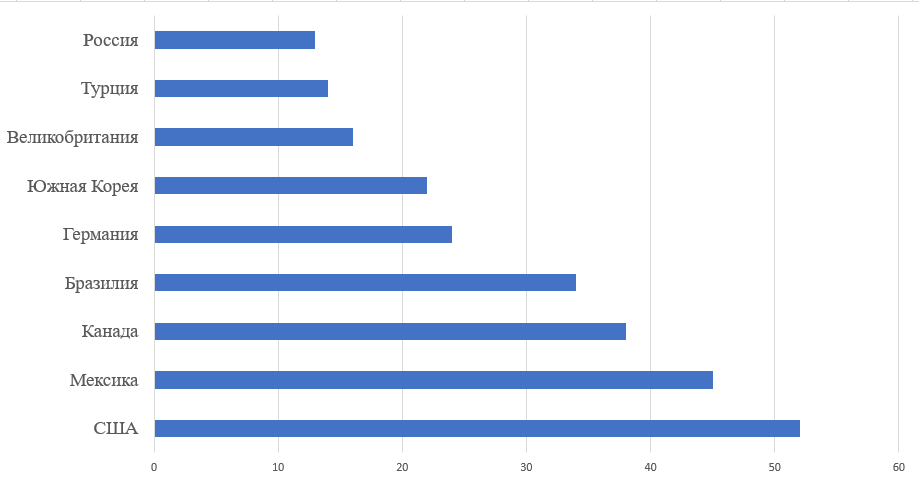 Россия
Турция
Великобритания
Южная Корея
Германия
Бразилия
Канада
Мексика
США
0 10 20 30 40 50 60